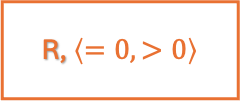 R, ⟨= 0, > 0⟩